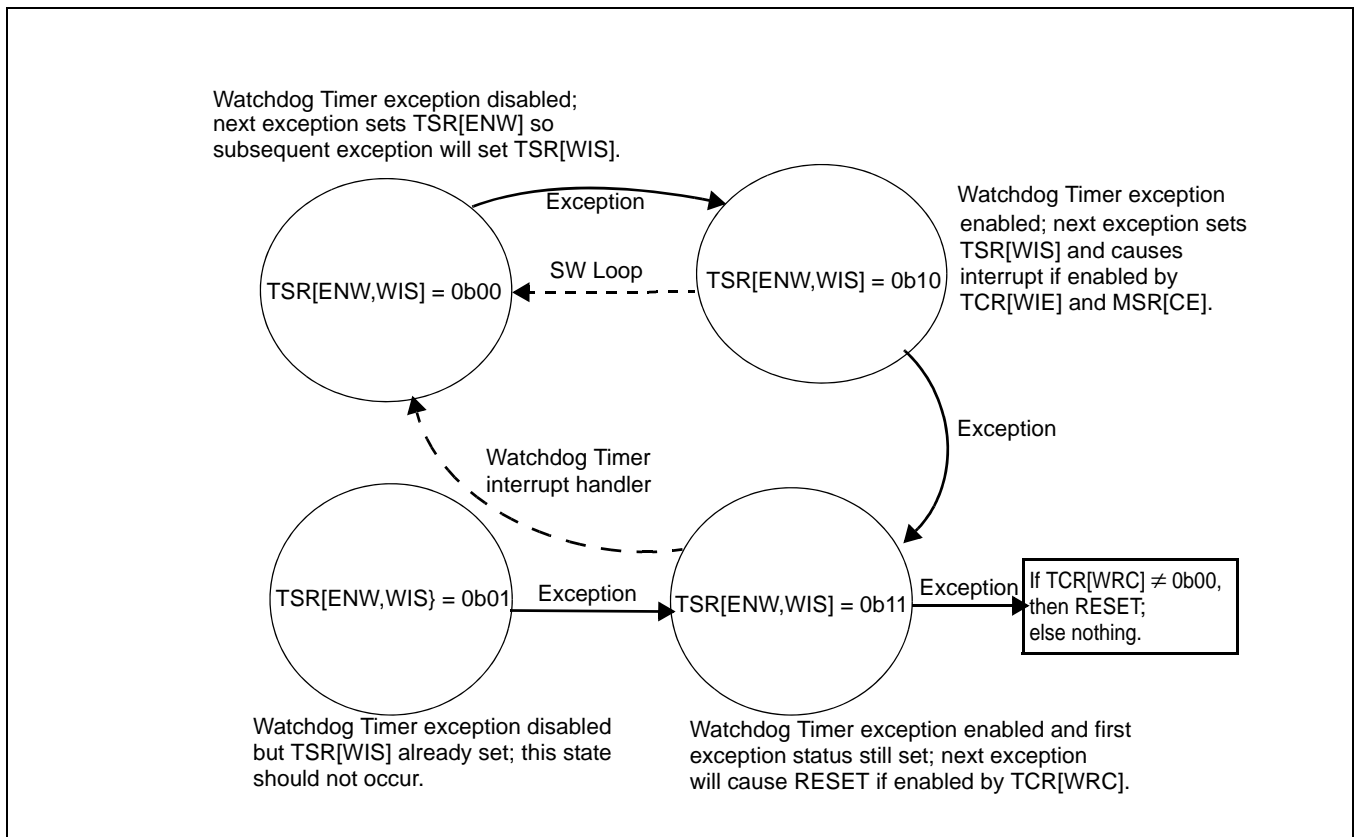 Watchdog Timer exception disabled;
next exception sets TSR[ENW] so
subsequent exception will set TSR[WIS].
Exception
Watchdog Timer exception
enabled; next exception sets
TSR[WIS] and causes
interrupt if enabled by
TCR[WIE] and MSR[CE].
SW Loop
TSR[ENW,WIS] = 0b00
TSR[ENW,WIS] = 0b10
Exception
Watchdog Timer
interrupt handler
TSR[ENW,WIS} = 0b01
Exception
TSR[ENW,WIS] = 0b11
Exception
If TCR[WRC] ≠ 0b00,
then RESET;
else nothing.
Watchdog Timer exception disabled
but TSR[WIS] already set; this state
should not occur.
Watchdog Timer exception enabled and first
exception status still set; next exception
will cause RESET if enabled by TCR[WRC].